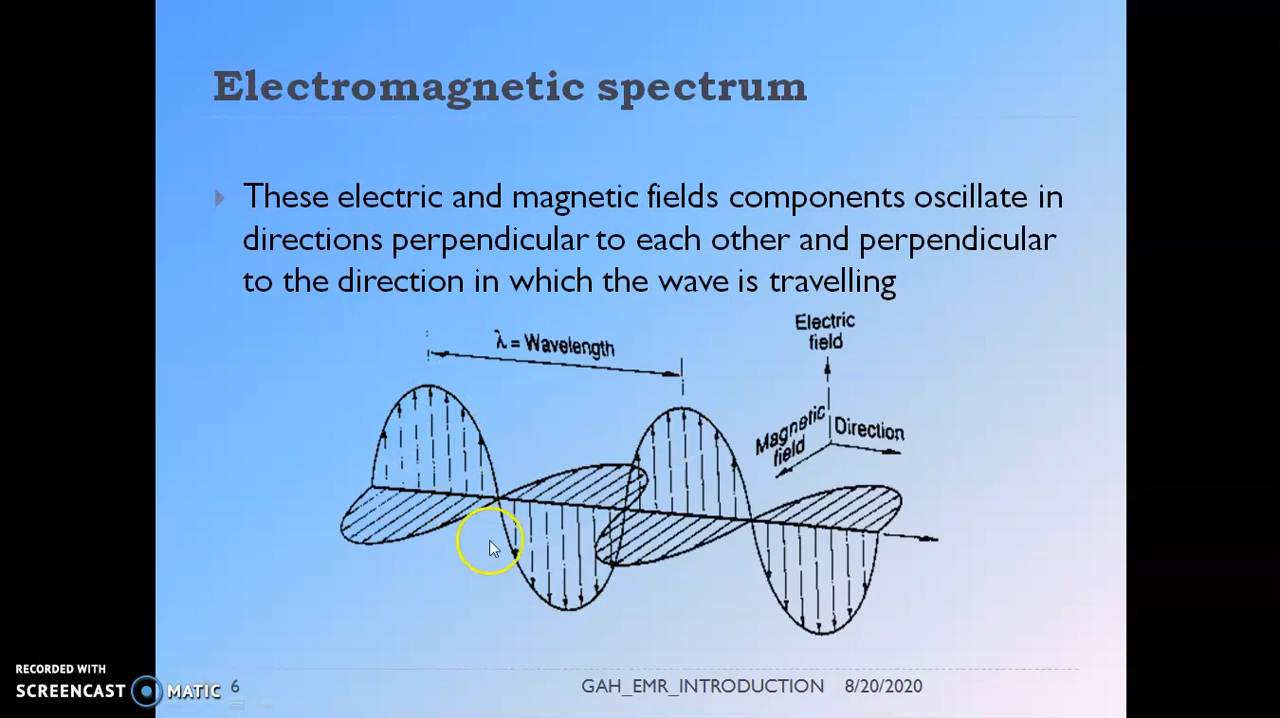 Electromagnetic spectrum
These electric and magnetic fields components oscillate in
directions perpendicular to each other and perpendicular
to the direction in which the wave is travelling
λ = Wavelength
Electric
field
Magnetic
field
Direction
RECORDED WITH
SCREENCAST MATIC
6
GAH_EMR_INTRODUCTION 8/20/2020